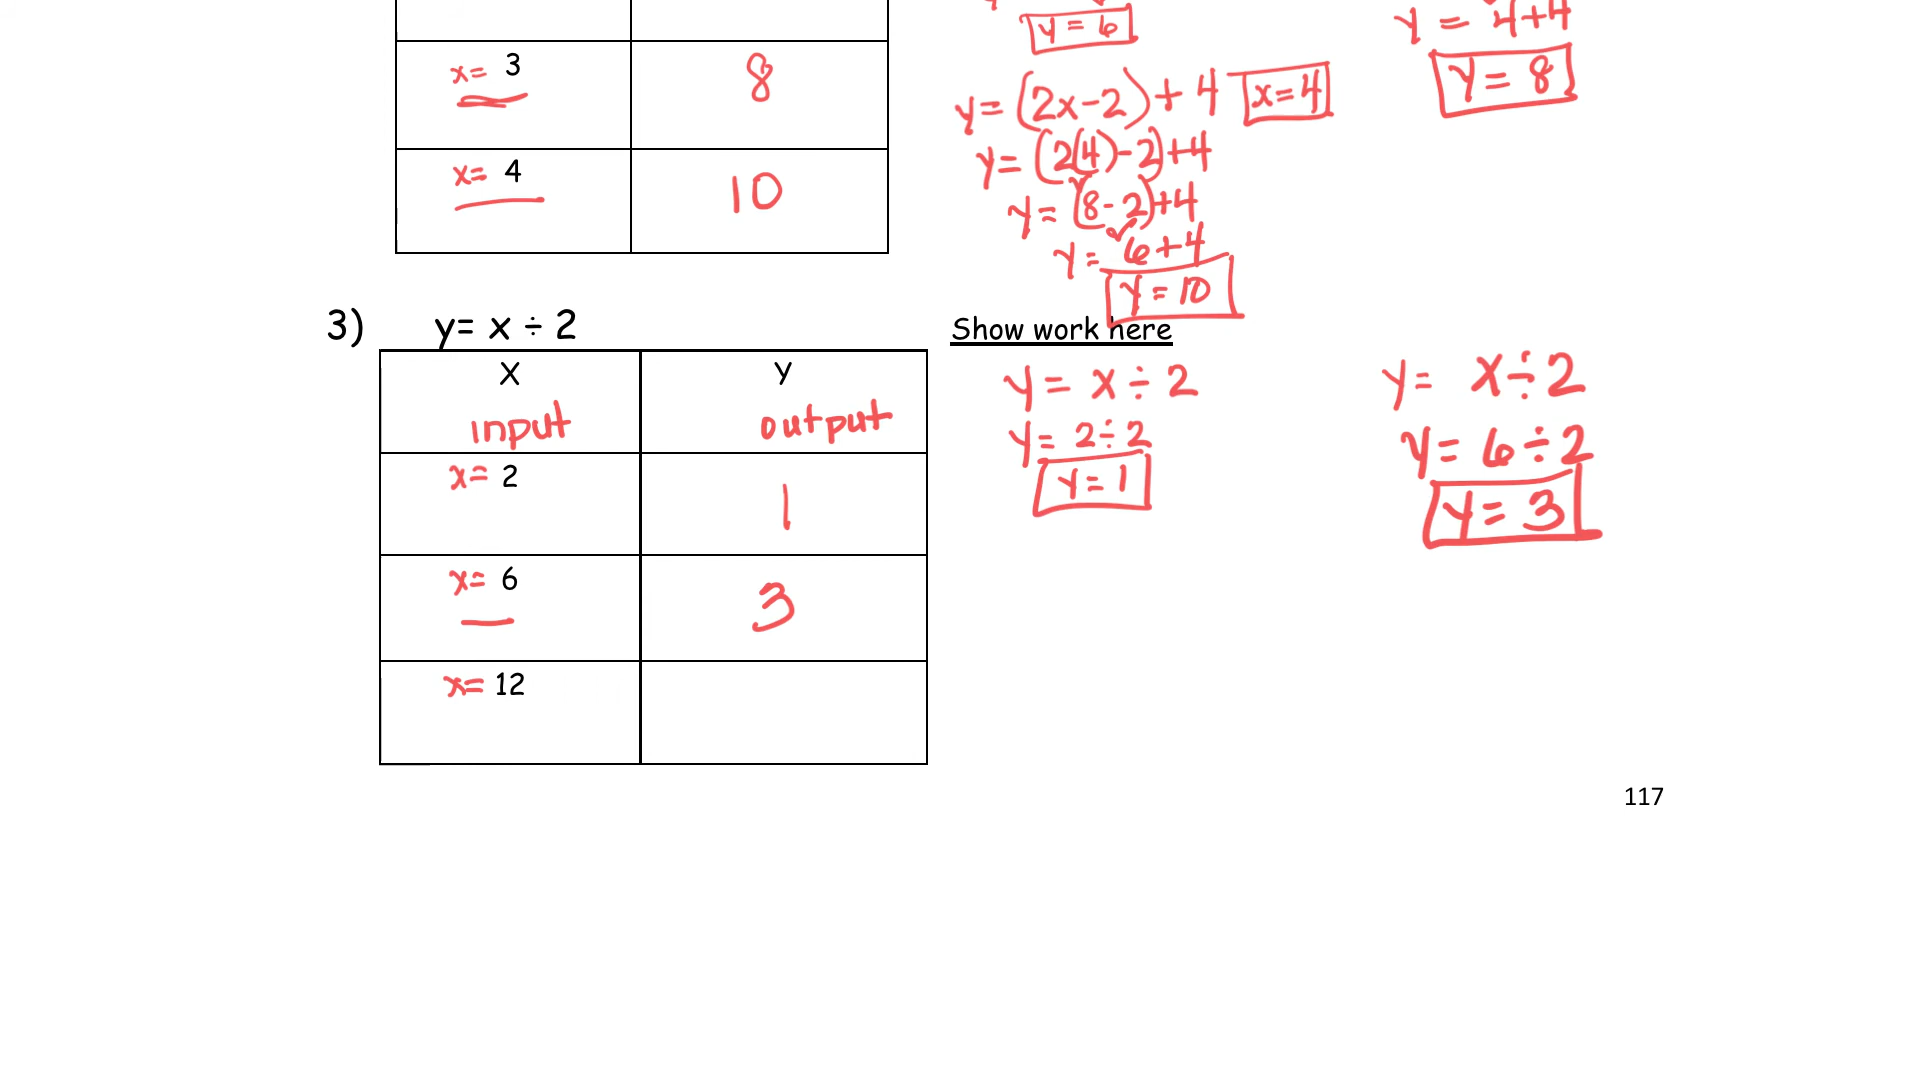 y = 6
y = 4+4
y = 8
x= 3
8
y = (2x-2) + 4 x=4
y = (2(4)-2)+4
x= 4
10
y = (8-2)+4
y = 6+4
y = 10
3) y= x ÷ 2
Show work here
X
Y
input
output
x= 2
1
x= 6
3
x= 12
y = x ÷ 2
y = 2÷2
y = 1
y = x÷2
y = 6÷2
y = 3
117